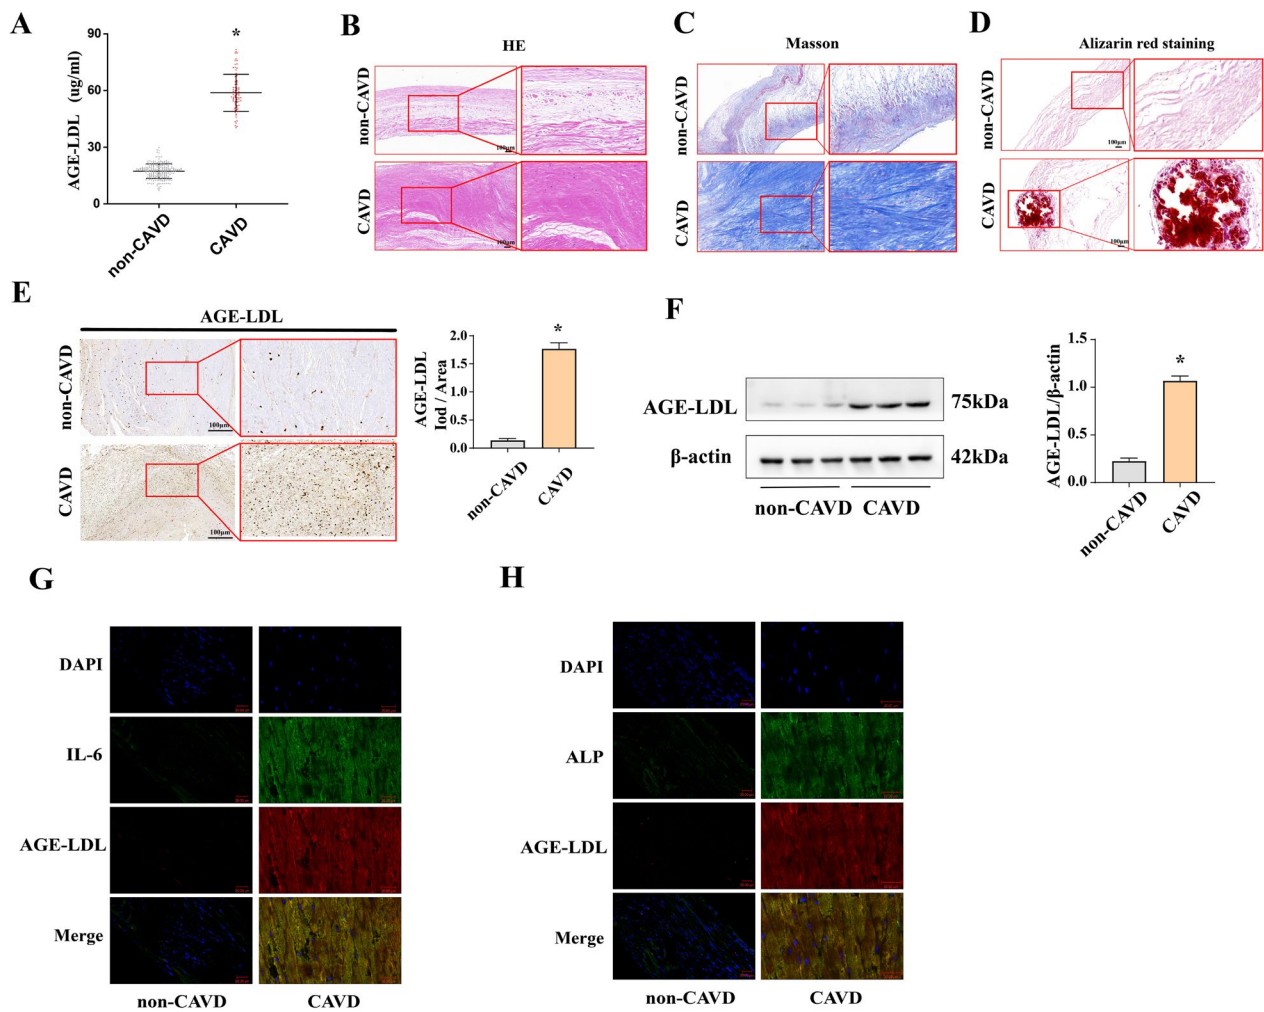 A
AGE-LDL (ug/ml)
90
60
30
0
*
non-CAVD
CAVD
B
HE
non-CAVD
CAVD
100μm
100μm
C
Masson
non-CAVD
CAVD
100μm
D
Alizarin red staining
non-CAVD
CAVD
100μm
100μm
E
AGE-LDL
non-CAVD
CAVD
100μm
100μm
AGE-LDL
Iod / Area
2.0
1.5
1.0
0.5
0.0
*
non-CAVD
CAVD
F
AGE-LDL
75kDa
β-actin
42kDa
non-CAVD CAVD
AGE-LDL/β-actin
1.5
1.0
0.5
0.0
*
non-CAVD
CAVD
G
DAPI
IL-6
AGE-LDL
Merge
non-CAVD CAVD
H
DAPI
ALP
AGE-LDL
Merge
non-CAVD CAVD